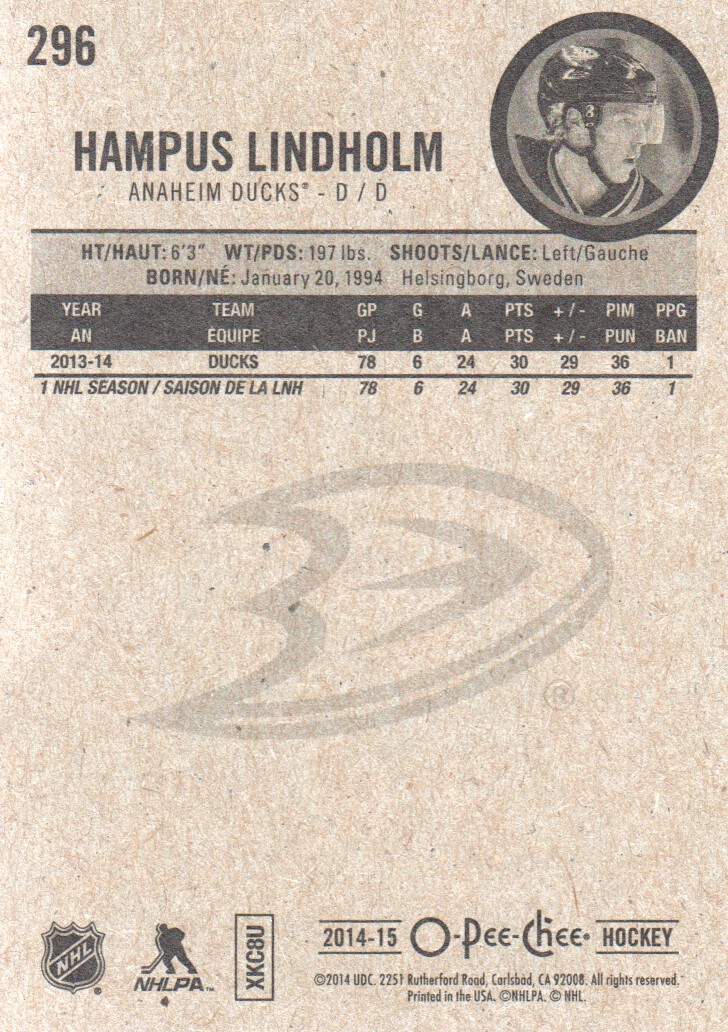 296
HAMPUS LINDHOLM
ANAHEIM DUCKS® - D / D
HT/HAUT: 6'3" WT/PDS: 197 lbs. SHOOTS/LANCE: Left/Gauche
BORN/NÉ: January 20, 1994 Helsingborg, Sweden
YEAR TEAM GP G A PTS +/- PIM PPG
AN ÉQUIPE PJ B A PTS +/- PUN BAN
2013-14 DUCKS 78 6 24 30 29 36 1
1 NHL SEASON / SAISON DE LA LNH 78 6 24 30 29 36 1
®
NHL ®
NHLPA™
XKC8U
2014-15 O-Pee-Chee® HOCKEY
©2014 UDC. 2251 Rutherford Road, Carlsbad, CA 92008. All rights reserved.
Printed in the USA. ©NHLPA. © NHL.